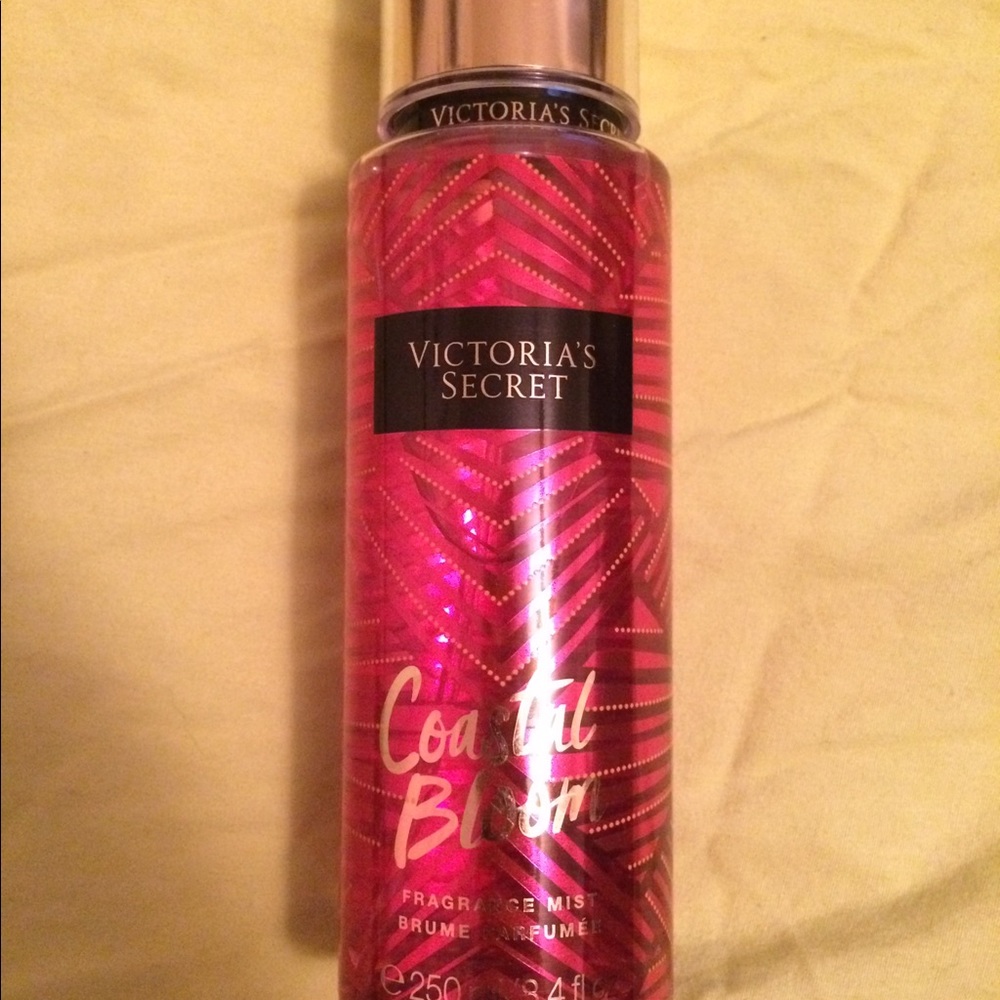 VICTORIA'S SECRET
VICTORIA'S
SECRET
Coastal
Bloom
FRAGRANCE MIST
BRUME PARFUMÉE
e 250 8.4 fl